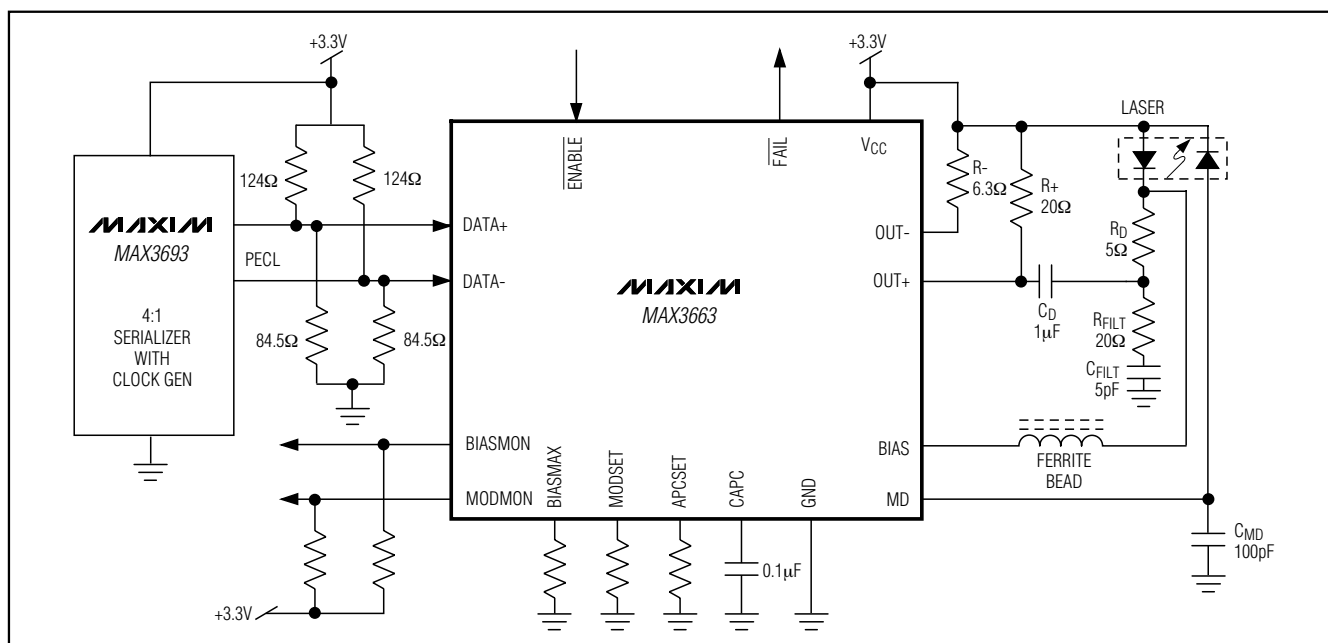 +3.3V
+3.3V
LASER
ENABLE
FAIL
VCC
124Ω
124Ω
R-
6.3Ω
R+
20Ω
MAXIM
MAX3693
4:1
SERIALIZER
WITH
CLOCK GEN
PECL
DATA+
DATA-
MAXIM
MAX3663
OUT-
OUT+
RD
5Ω
CD
1µF
RFILT
20Ω
CFILT
5pF
84.5Ω
84.5Ω
BIASMON
MODMON
BIASMAX
MODSET
APCSET
CAPC
GND
BIAS
MD
FERRITE
BEAD
0.1µF
CMD
100pF
+3.3V